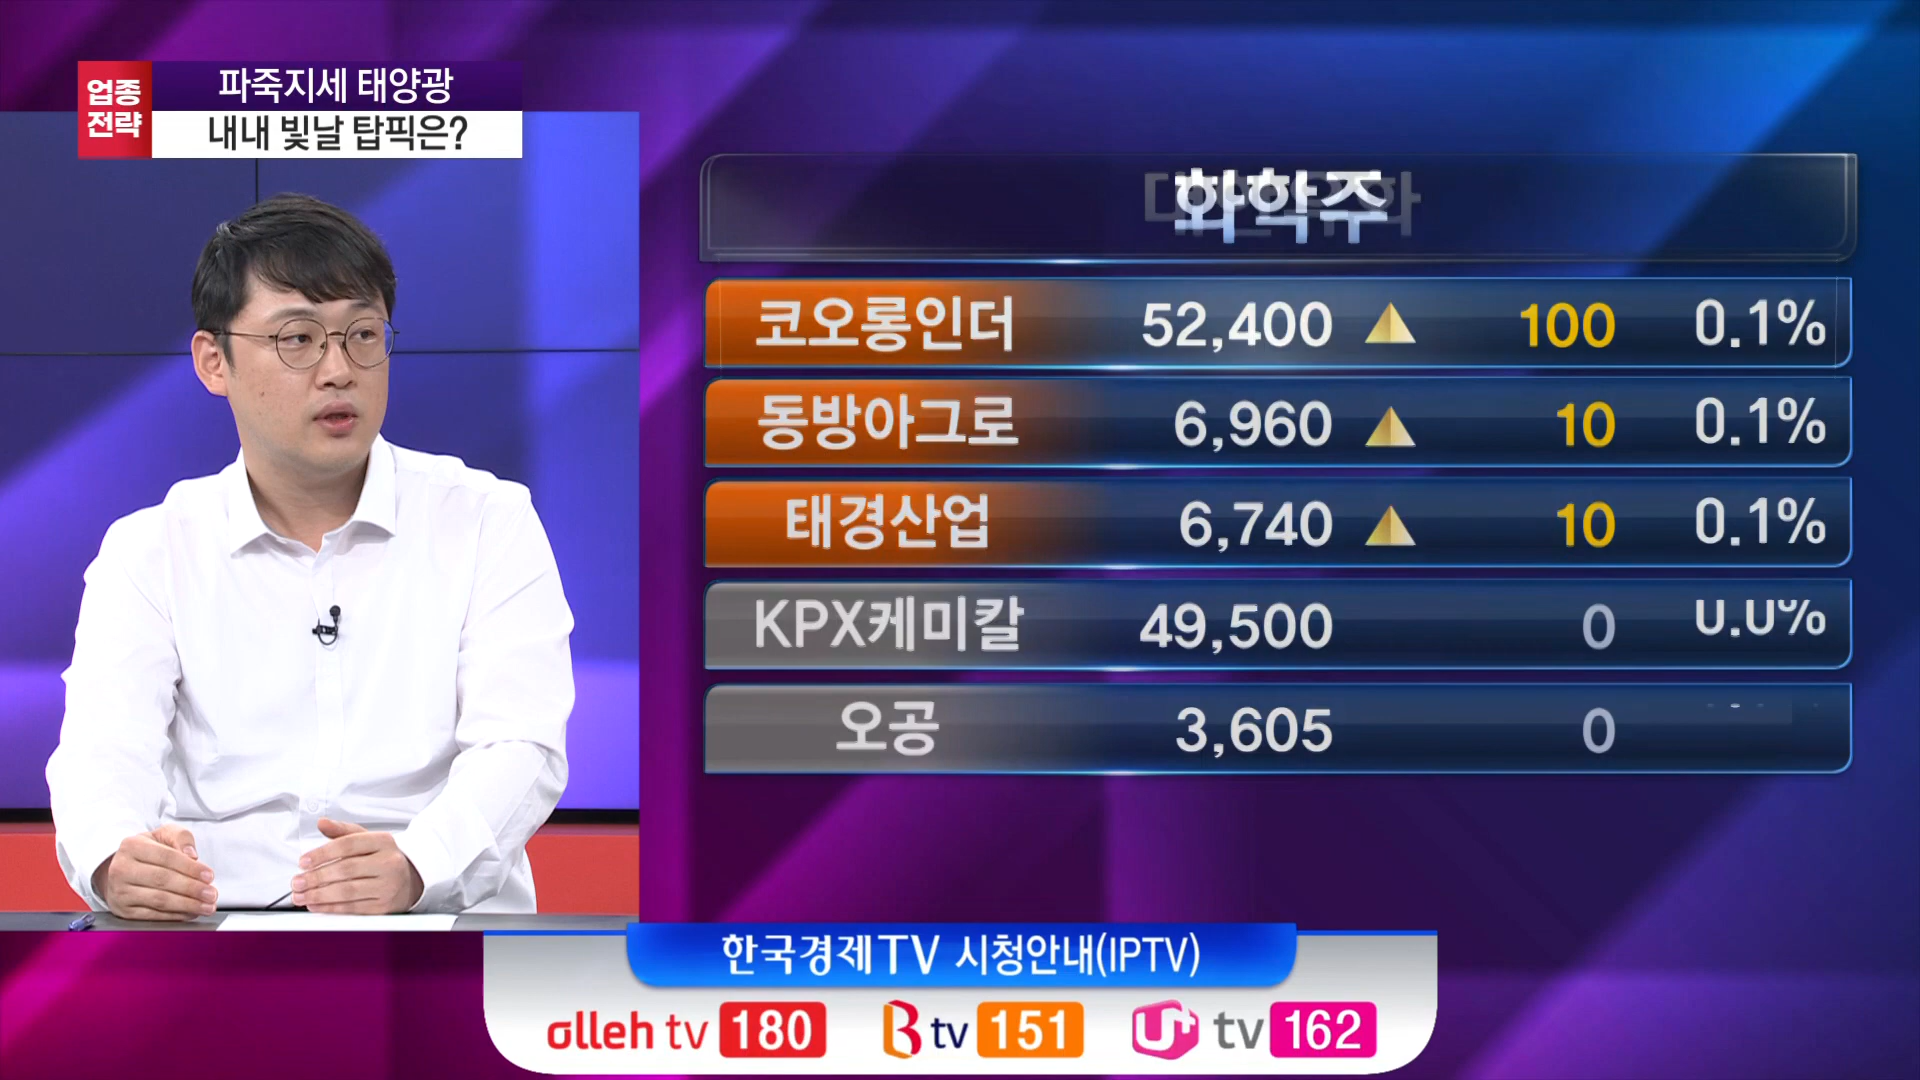 업종
전략
파죽지세 태양광
내내 빛날 탑픽은?
화학주
코오롱인더 52,400 ▲ 100 0.1%
동방아그로 6,960 ▲ 10 0.1%
태경산업 6,740 ▲ 10 0.1%
KPX케미칼 49,500 0 0.0%
오공 3,605 0
한국경제TV 시청안내(IPTV)
olleh tv 180 B tv 151 U+ tv 162